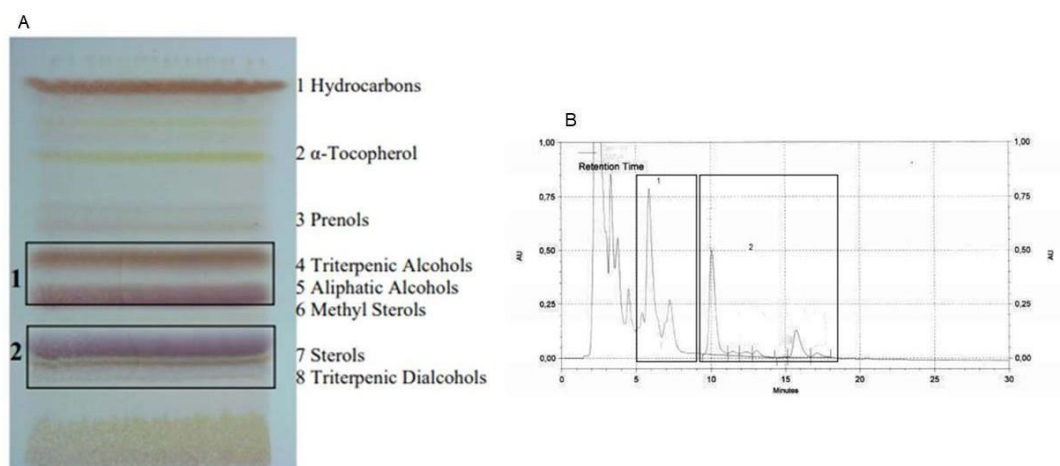 A
1 Hydrocarbons
2 α-Tocopherol
3 Prenols
4 Triterpenic Alcohols
5 Aliphatic Alcohols
6 Methyl Sterols
7 Sterols
8 Triterpenic Dialcohols
1
2
B
1,00
0,75
0,50
0,25
0,00
AU
Retention Time
1
2
1,00
0,75
0,50
0,25
0,00
AU
0
5
10
15
20
25
30
Minutes